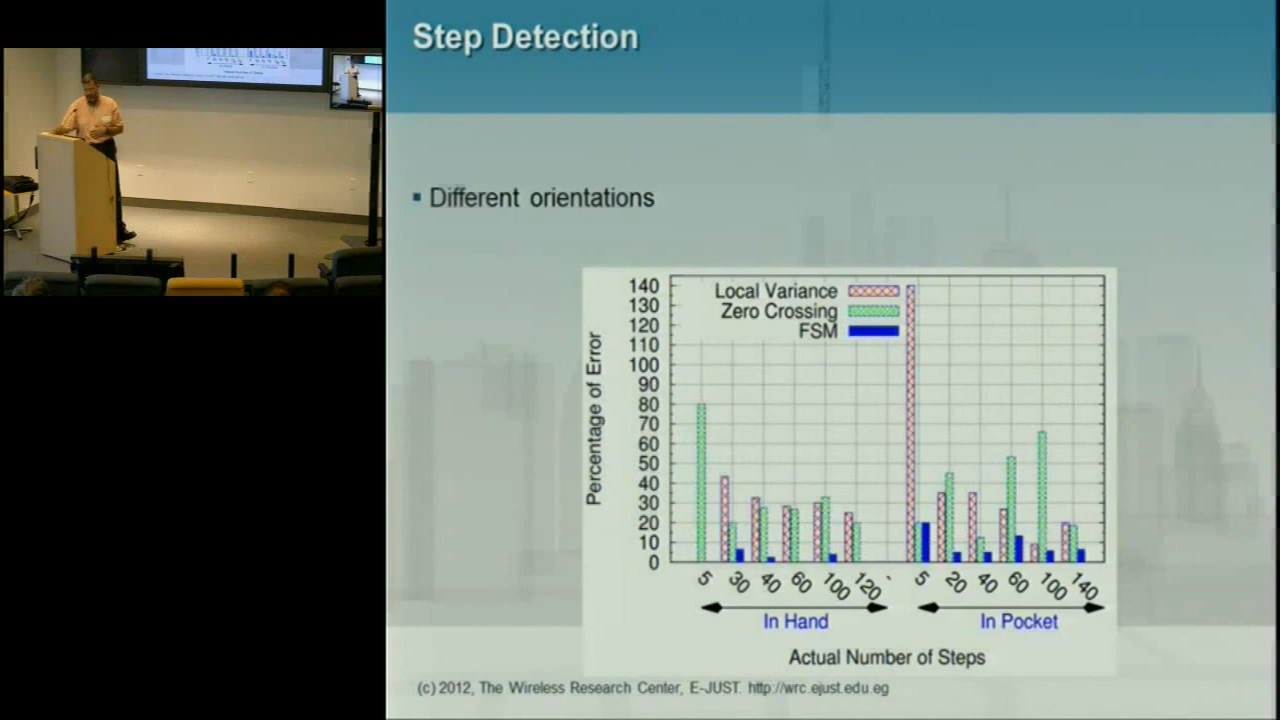 Step Detection
Different orientations
Local Variance
Zero Crossing
FSM
Percentage of Error
140
130
120
110
100
90
80
70
60
50
40
30
20
10
0
5 30 40 60 100 120 5 20 40 60 100 140
In Hand In Pocket
Actual Number of Steps
(c) 2012, The Wireless Research Center, E-JUST. http://wrc.ejust.edu.eg